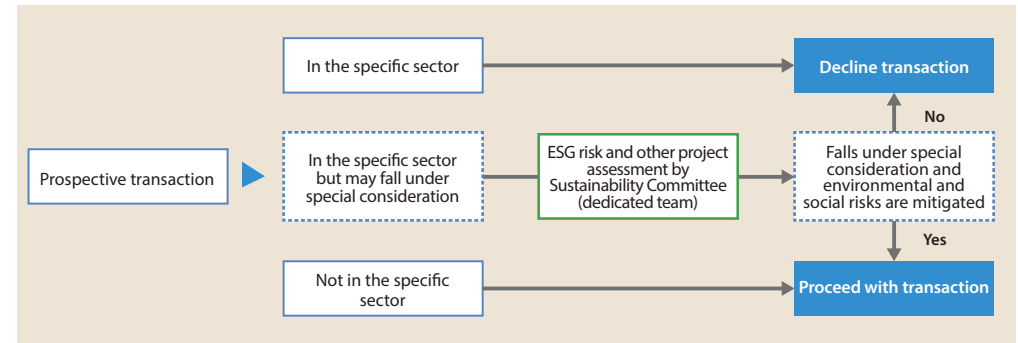 In the specific sector
Decline transaction
No
Prospective transaction
In the specific sector
but may fall under
special consideration
ESG risk and other project
assessment by
Sustainability Committee
(dedicated team)
Falls under special
consideration and
environmental and
social risks are mitigated
Yes
Not in the specific
sector
Proceed with transaction